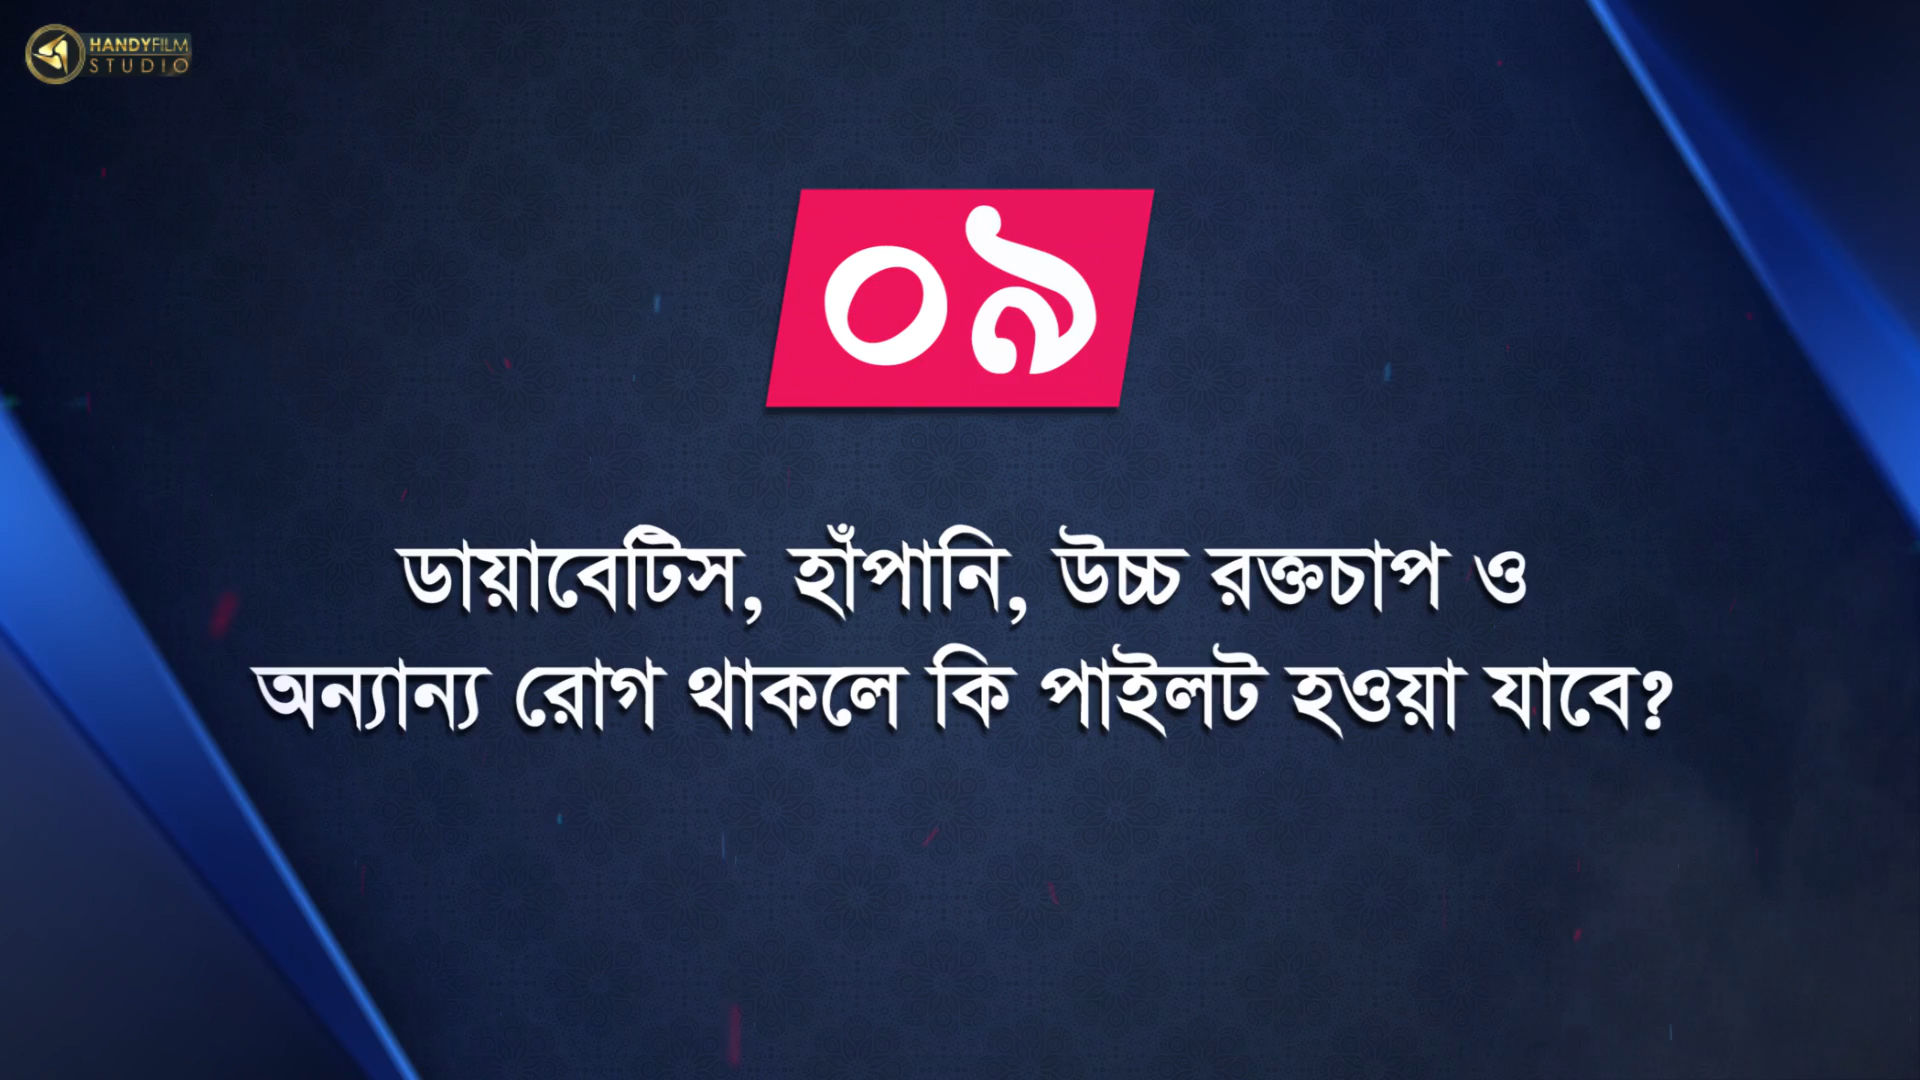 HANDYFILM
STUDIO
০৯
ডায়াবেটিস, হাঁপানি, উচ্চ রক্তচাপ ও
অন্যান্য রোগ থাকলে কি পাইলট হওয়া যাবে?